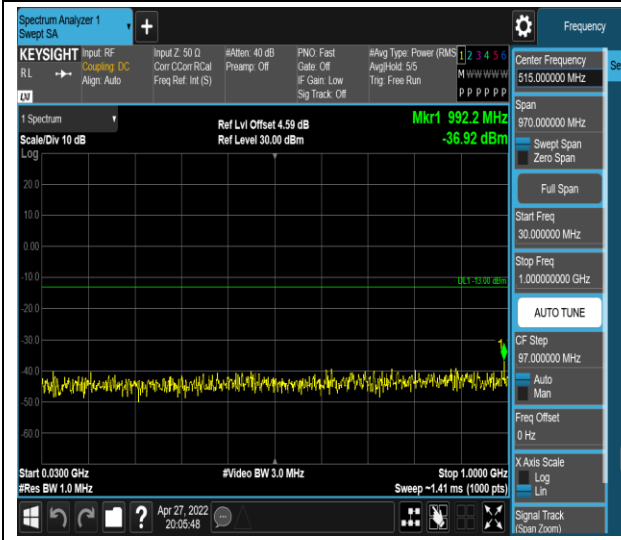 Spectrum Analyzer 1
Swept SA
+
Frequency
KEYSIGHT
RL
LXI
Input: RF
Coupling: DC
Align: Auto
Input Z: 50 Ω
Corr CCorr RCal
Freq Ref: Int (S)
#Atten: 40 dB
Preamp: Off
PNO: Fast
Gate: Off
IF Gain: Low
Sig Track: Off
#Avg Type: Power (RMS
Avg|Hold: 5/5
Trig: Free Run
1 2 3 4 5 6
M W W W W W
P P P P P P
1 Spectrum
Scale/Div 10 dB
Log
Ref Lvl Offset 4.59 dB
Ref Level 30.00 dBm
Mkr1 992.2 MHz
-36.92 dBm
20.0
10.0
0.00
-10.0
DL1 -13.00 dBm
-20.0
-30.0
1
-40.0
-50.0
-60.0
Start 0.0300 GHz
#Res BW 1.0 MHz
#Video BW 3.0 MHz
Stop 1.0000 GHz
Sweep ~1.41 ms (1000 pts)
Center Frequency
515.000000 MHz
Se
Span
970.000000 MHz
Swept Span
Zero Span
Full Span
Start Freq
30.000000 MHz
Stop Freq
1.000000000 GHz
AUTO TUNE
CF Step
97.000000 MHz
Auto
Man
Freq Offset
0 Hz
X Axis Scale
Log
Lin
Signal Track
(Span Zoom)
?
Apr 27, 2022
20:05:48